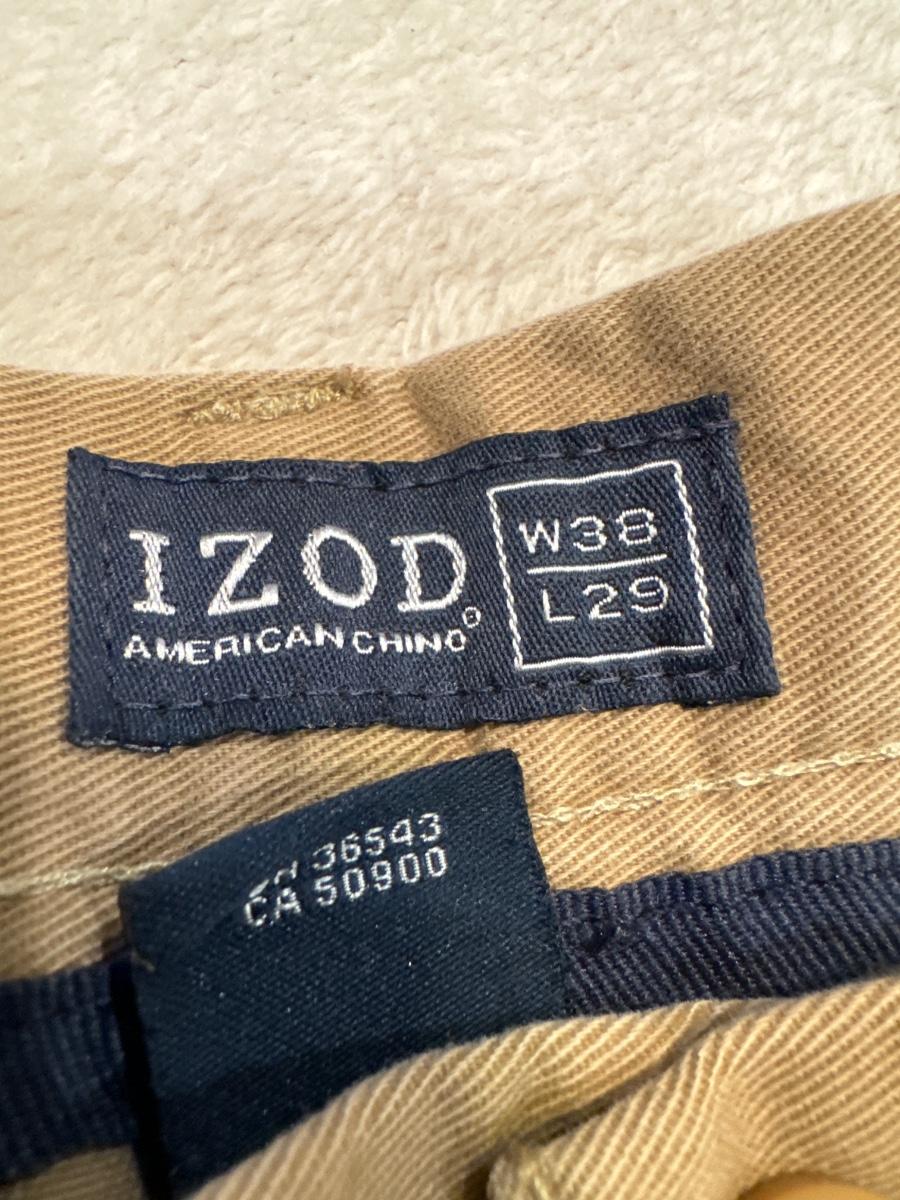 IZOD®
AMERICAN CHINO
W38
L29
36543
CA 50900